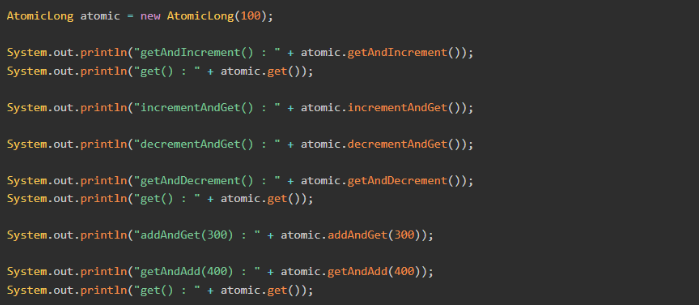 AtomicLong atomic = new AtomicLong(100);
System.out.println("getAndIncrement() : " + atomic.getAndIncrement());
System.out.println("get() : " + atomic.get());
System.out.println("incrementAndGet() : " + atomic.incrementAndGet());
System.out.println("decrementAndGet() : " + atomic.decrementAndGet());
System.out.println("getAndDecrement() : " + atomic.getAndDecrement());
System.out.println("get() : " + atomic.get());
System.out.println("addAndGet(300) : " + atomic.addAndGet(300));
System.out.println("getAndAdd(400) : " + atomic.getAndAdd(400));
System.out.println("get() : " + atomic.get());